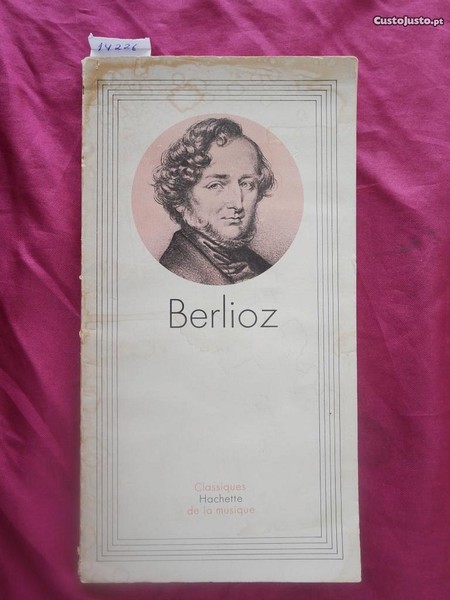 CustoJusto.pt
14226
Berlioz
Classiques
Hachette
de la musique